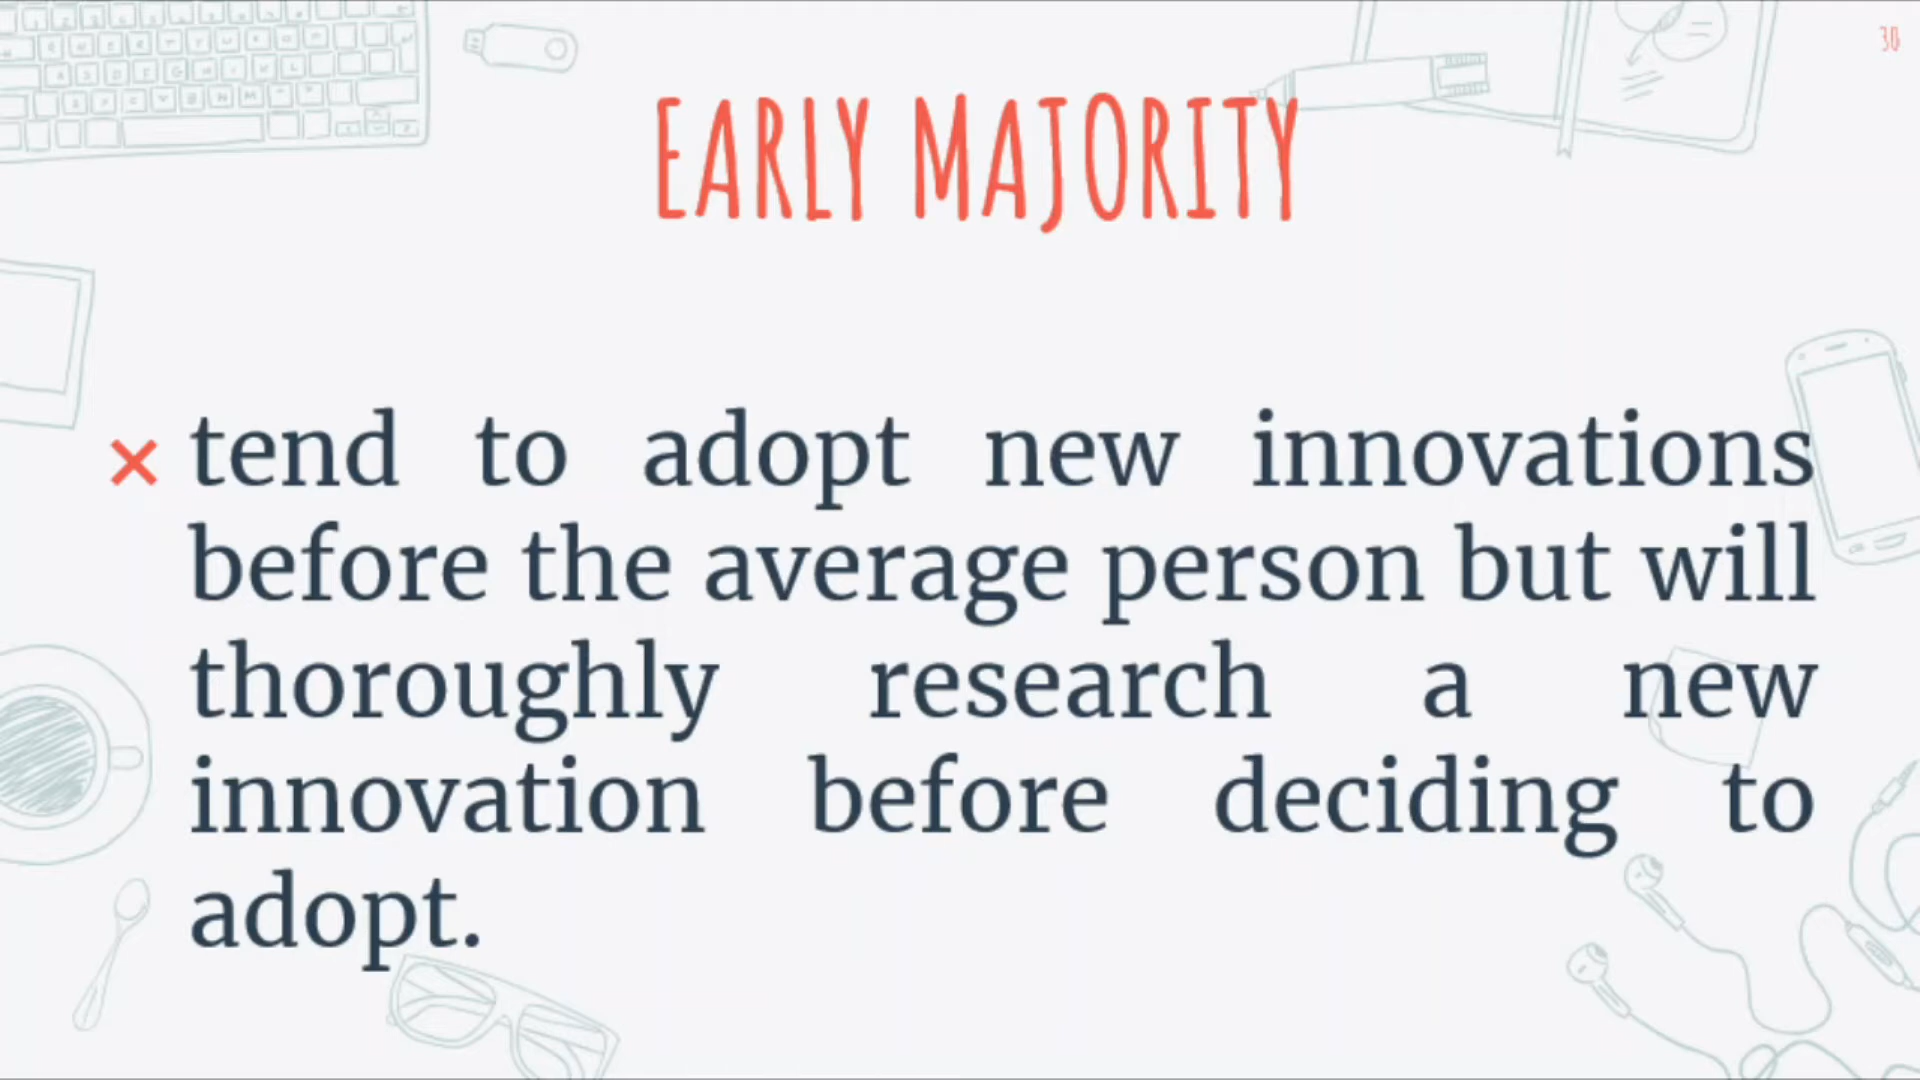 30
EARLY MAJORITY
× tend to adopt new innovations
before the average person but will
thoroughly research a new
innovation before deciding to
adopt.